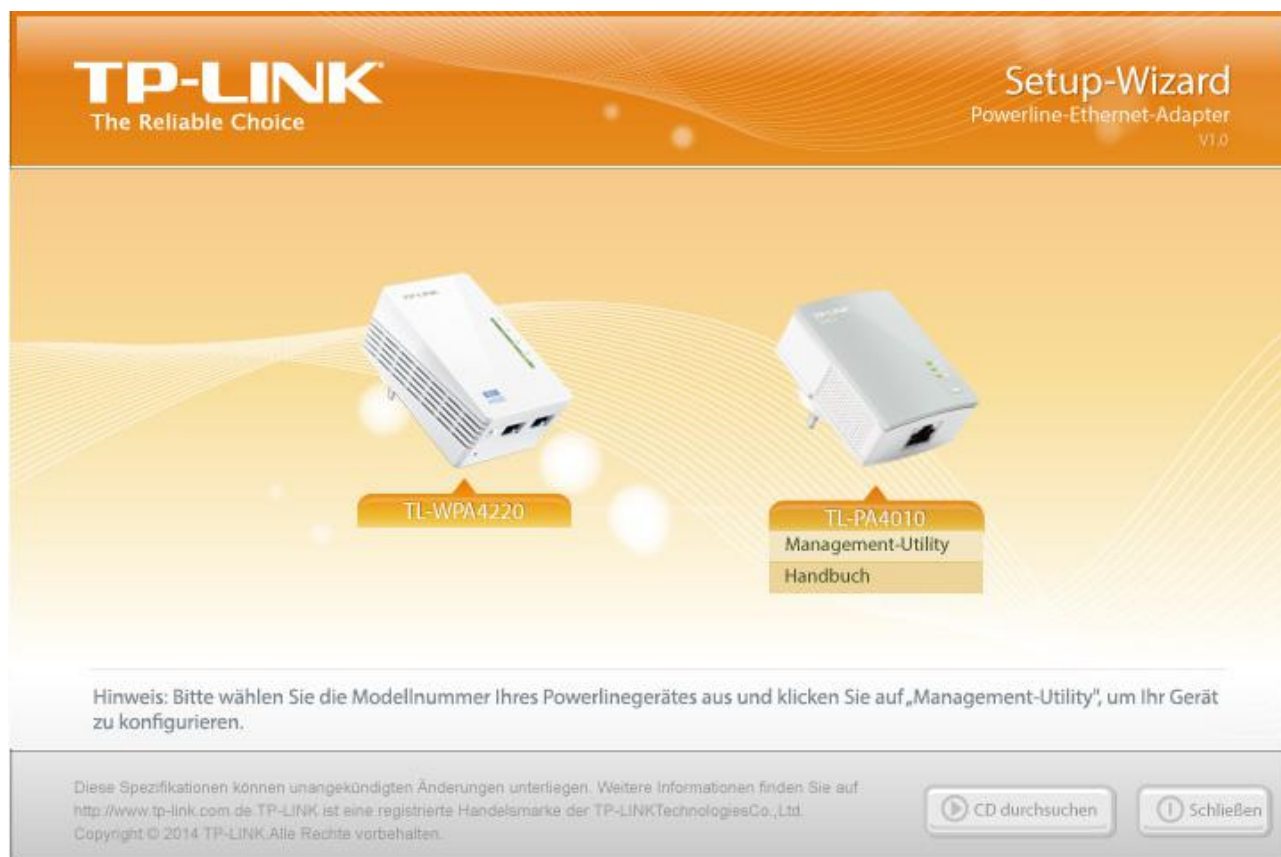 TP-LINK
The Reliable Choice
Setup-Wizard
Powerline-Ethernet-Adapter
V1.0
TP-LINK
TP-LINK
TL-WPA4220
TL-PA4010
Management-Utility
Handbuch
Hinweis: Bitte wählen Sie die Modellnummer Ihres Powerlinegerätes aus und klicken Sie auf „Management-Utility", um Ihr Gerät
zu konfigurieren.
Diese Spezifikationen können unangekündigten Änderungen unterliegen. Weitere Informationen finden Sie auf
http://www.tp-link.com.de.TP-LINK ist eine registrierte Handelsmarke der TP-LINKTechnologiesCo.,Ltd.
Copyright © 2014 TP-LINK.Alle Rechte vorbehalten.
CD durchsuchen
Schließen